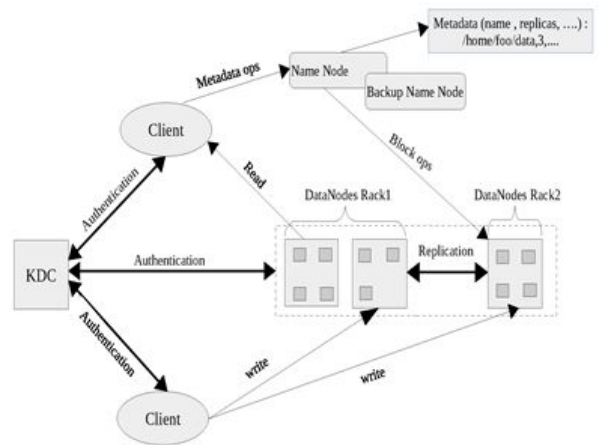 Metadata (name , replicas, ....) :
/home/foo/data,3,....
Metadata ops
Name Node
Backup Name Node
Client
Block ops
Read
Authentication
DataNodes Rack1
DataNodes Rack2
KDC
Authentication
Replication
Authentication
write
write
Client